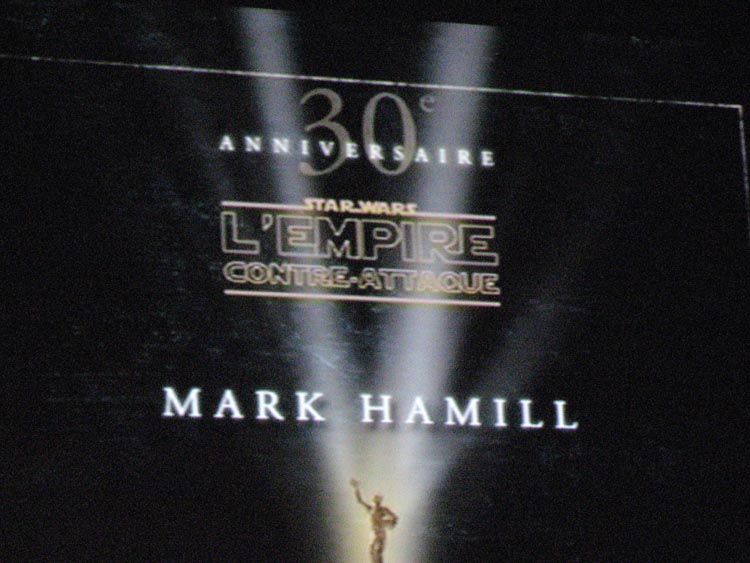 30e
ANNIVERSAIRE
STAR WARS
L'EMPIRE
CONTRE-ATTAQUE
MARK HAMILL